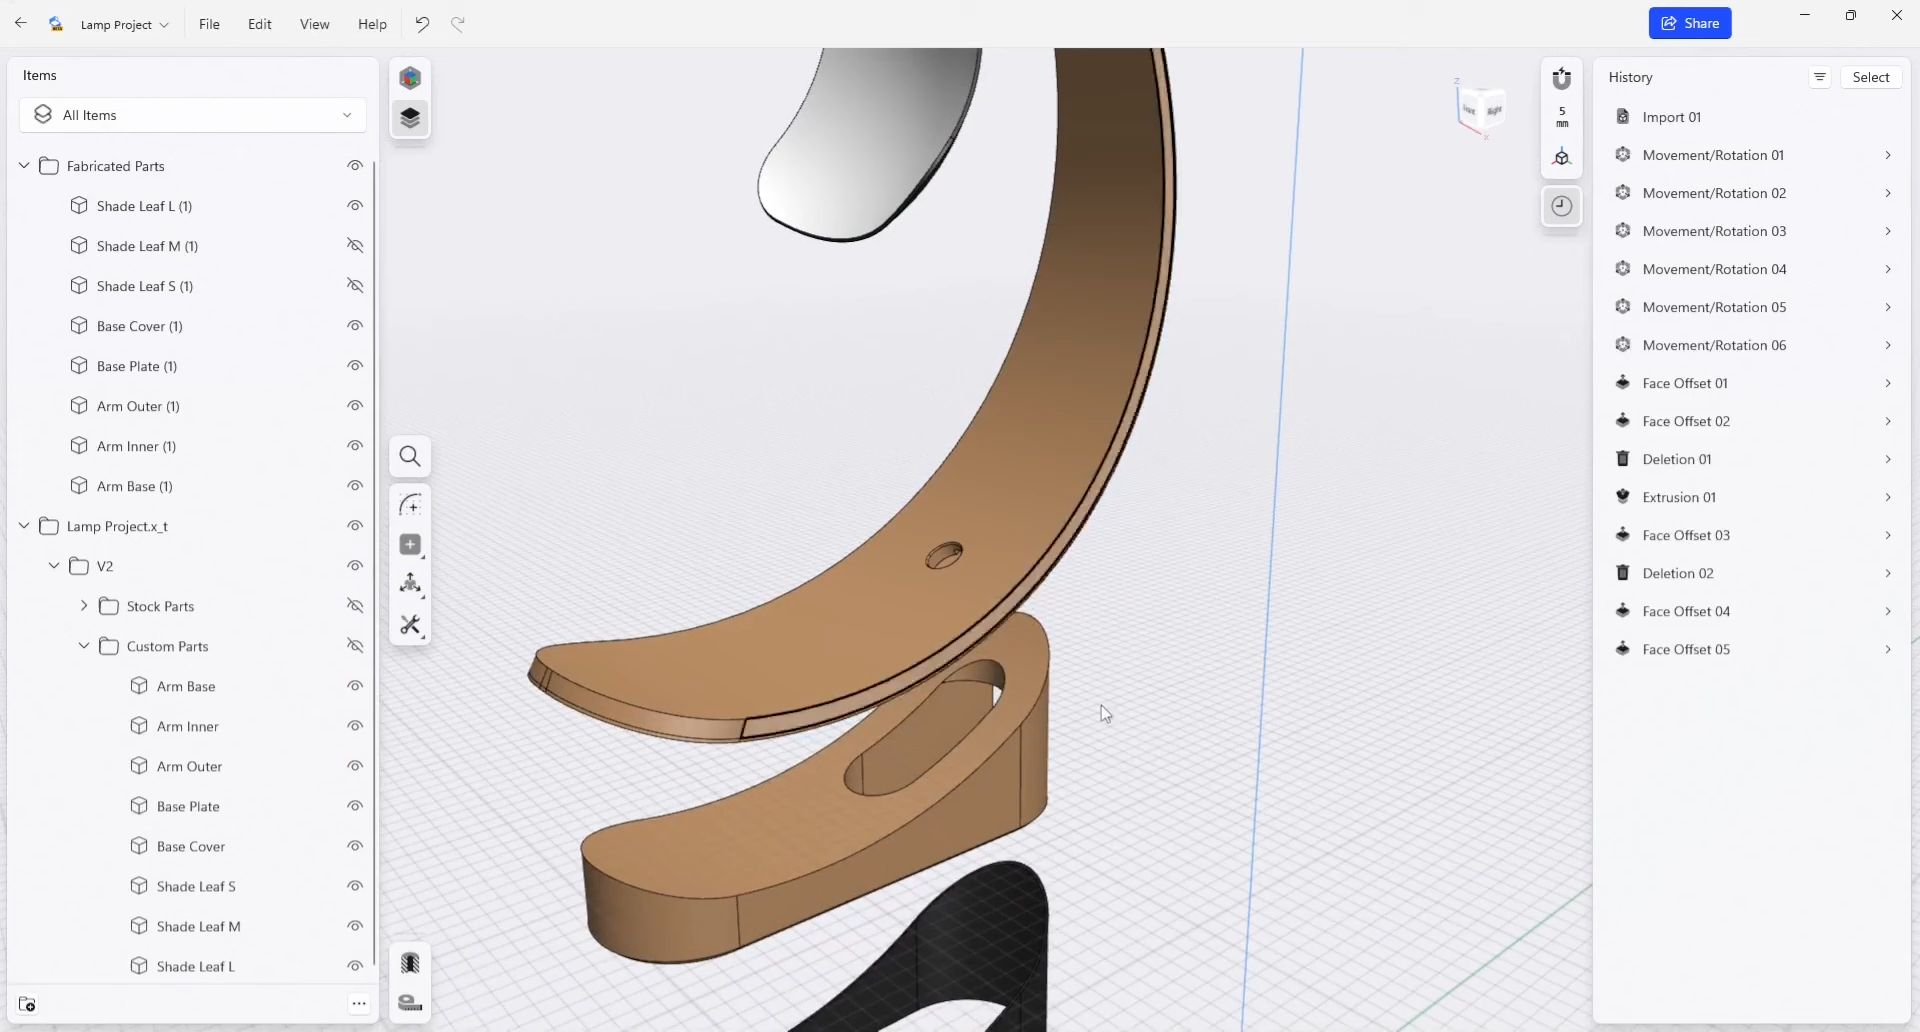 Lamp Project
File
Edit
View
Help
Share
Items
All Items
Fabricated Parts
Shade Leaf L (1)
Shade Leaf M (1)
Shade Leaf S (1)
Base Cover (1)
Base Plate (1)
Arm Outer (1)
Arm Inner (1)
Arm Base (1)
Lamp Project.x_t
V2
Stock Parts
Custom Parts
Arm Base
Arm Inner
Arm Outer
Base Plate
Base Cover
Shade Leaf S
Shade Leaf M
Shade Leaf L
Z
Front
Right
X
5
mm
History
Select
Import 01
Movement/Rotation 01
Movement/Rotation 02
Movement/Rotation 03
Movement/Rotation 04
Movement/Rotation 05
Movement/Rotation 06
Face Offset 01
Face Offset 02
Deletion 01
Extrusion 01
Face Offset 03
Deletion 02
Face Offset 04
Face Offset 05